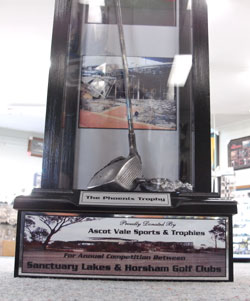 The Phoenix Trophy
Proudly Donated By
Ascot Vale Sports & Trophies
For Annual Competition Between
Sanctuary Lakes & Horsham Golf Clubs